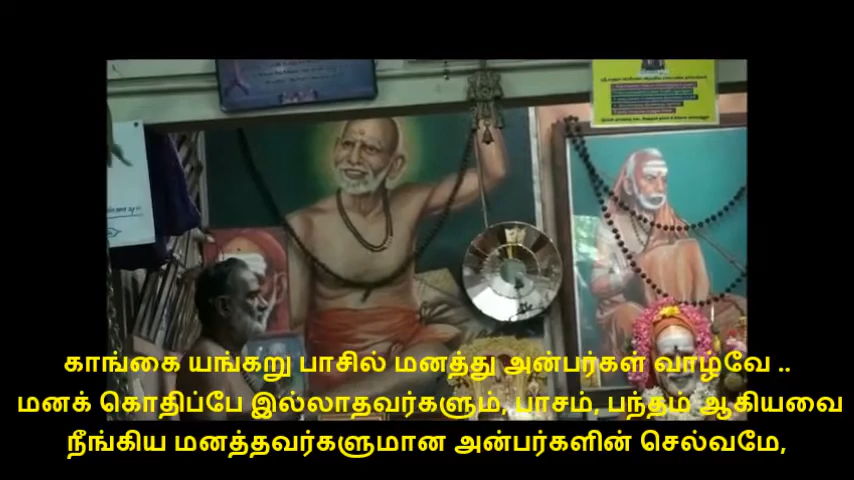 காங்கை யங்கறு பாசில் மனத்து அன்பர்கள் வாழ்வே ..
மனக் கொதிப்பே இல்லாதவர்களும், பாசம், பந்தம் ஆகியவை
நீங்கிய மனத்தவர்களுமான அன்பர்களின் செல்வமே,